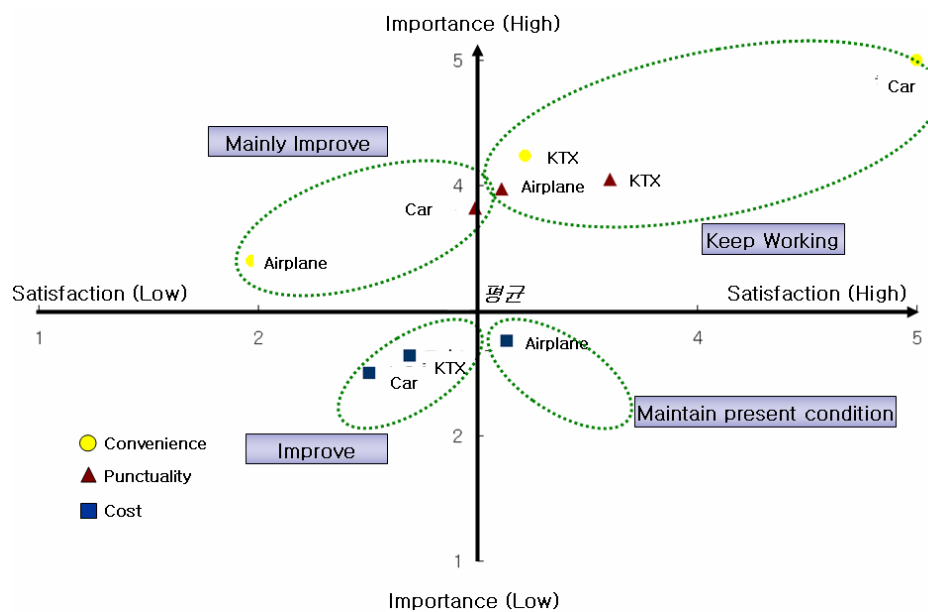 Importance (High)
5
Car
Mainly Improve
KTX
4
Airplane
KTX
Car
Keep Working
Airplane
Satisfaction (Low)
평균
Satisfaction (High)
1
2
4
5
Airplane
KTX
Car
Maintain present condition
2
Improve
Convenience
Punctuality
Cost
1
Importance (Low)